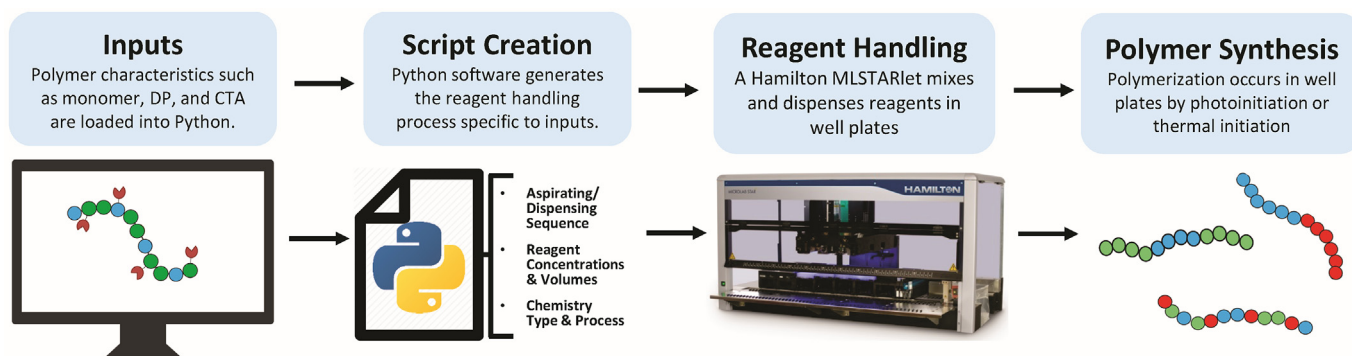 Inputs
Polymer characteristics such
as monomer, DP, and CTA
are loaded into Python.
Script Creation
Python software generates
the reagent handling
process specific to inputs.
Reagent Handling
A Hamilton MLSTARlet mixes
and dispenses reagents in
well plates
Polymer Synthesis
Polymerization occurs in well
plates by photoinitiation or
thermal initiation
• Aspirating/
Dispensing
Sequence
• Reagent
Concentrations
& Volumes
• Chemistry
Type & Process
HAMILTON